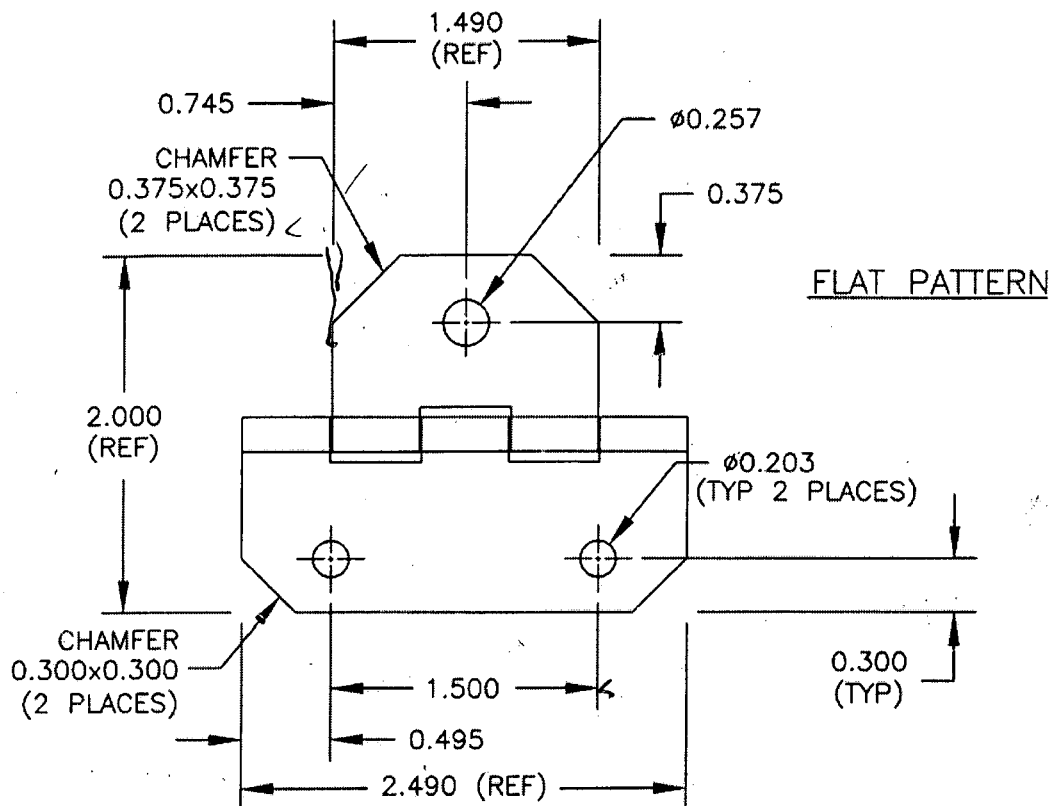 1.490
(REF)
0.745
ø0.257
CHAMFER
0.375x0.375
(2 PLACES)
0.375
FLAT PATTERN
2.000
(REF)
ø0.203
(TYP 2 PLACES)
CHAMFER
0.300x0.300
(2 PLACES)
1.500
0.300
(TYP)
0.495
2.490 (REF)